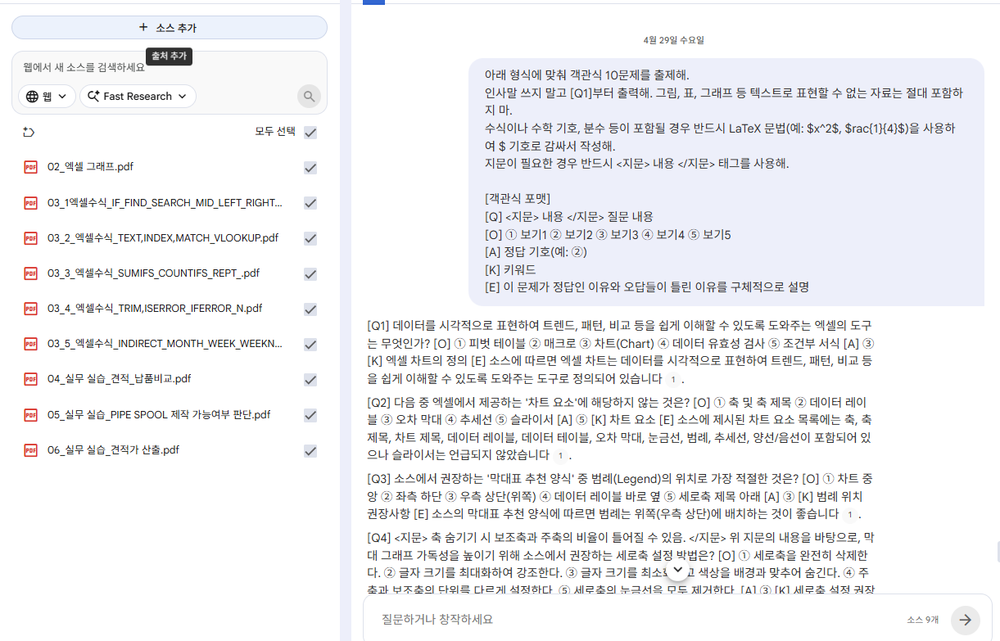 + 소스 추가
출처 추가
웹에서 새 소스를 검색하세요
웹
Fast Research
모두 선택
PDF 02_엑셀 그래프.pdf
PDF 03_1엑셀수식_IF_FIND_SEARCH_MID_LEFT_RIGHT...
PDF 03_2_엑셀수식_TEXT,INDEX,MATCH_VLOOKUP.pdf
PDF 03_3_엑셀수식_SUMIFS_COUNTIFS_REPT_.pdf
PDF 03_4_엑셀수식_TRIM,ISERROR_IFERROR_N.pdf
PDF 03_5_엑셀수식_INDIRECT_MONTH_WEEK_WEEKN...
PDF 04_실무 실습_견적_납품비교.pdf
PDF 05_실무 실습_PIPE SPOOL 제작 가능여부 판단.pdf
PDF 06_실무 실습_견적가 산출.pdf
4월 29일 수요일
아래 형식에 맞춰 객관식 10문제를 출제해.
인사말 쓰지 말고 [Q1]부터 출력해. 그림, 표, 그래프 등 텍스트로 표현할 수 없는 자료는 절대 포함하
지 마.
수식이나 수학 기호, 분수 등이 포함될 경우 반드시 LaTeX 문법(예: $x^2$, $rac{1}{4}$)을 사용하
여 $ 기호로 감싸서 작성해.
지문이 필요한 경우 반드시 <지문> 내용 </지문> 태그를 사용해.
[객관식 포맷]
[Q] <지문> 내용 </지문> 질문 내용
[O] ① 보기1 ② 보기2 ③ 보기3 ④ 보기4 ⑤ 보기5
[A] 정답 기호(예: ②)
[K] 키워드
[E] 이 문제가 정답인 이유와 오답들이 틀린 이유를 구체적으로 설명
[Q1] 데이터를 시각적으로 표현하여 트렌드, 패턴, 비교 등을 쉽게 이해할 수 있도록 도와주는 엑셀의 도구
는 무엇인가? [O] ① 피벗 테이블 ② 매크로 ③ 차트(Chart) ④ 데이터 유효성 검사 ⑤ 조건부 서식 [A] ③
[K] 엑셀 차트의 정의 [E] 소스에 따르면 엑셀 차트는 데이터를 시각적으로 표현하여 트렌드, 패턴, 비교 등
을 쉽게 이해할 수 있도록 도와주는 도구로 정의되어 있습니다 1 .
[Q2] 다음 중 엑셀에서 제공하는 '차트 요소'에 해당하지 않는 것은? [O] ① 축 및 축 제목 ② 데이터 레이
블 ③ 오차 막대 ④ 추세선 ⑤ 슬라이서 [A] ⑤ [K] 차트 요소 [E] 소스에 제시된 차트 요소 목록에는 축, 축
제목, 차트 제목, 데이터 레이블, 데이터 테이블, 오차 막대, 눈금선, 범례, 추세선, 양선/음선이 포함되어 있
으나 슬라이서는 언급되지 않았습니다 1 .
[Q3] 소스에서 권장하는 '막대표 추천 양식' 중 범례(Legend)의 위치로 가장 적절한 것은? [O] ① 차트 중
앙 ② 좌측 하단 ③ 우측 상단(위쪽) ④ 데이터 레이블 바로 옆 ⑤ 세로축 제목 아래 [A] ③ [K] 범례 위치
권장사항 [E] 소스의 막대표 추천 양식에 따르면 범례는 위쪽(우측 상단)에 배치하는 것이 좋습니다 1 .
[Q4] <지문> 축 숨기기 시 보조축과 주축의 비율이 틀어질 수 있음. </지문> 위 지문의 내용을 바탕으로, 막
대 그래프 가독성을 높이기 위해 소스에서 권장하는 세로축 설정 방법은? [O] ① 세로축을 완전히 삭제한
다. ② 글자 크기를 최대화하여 강조한다. ③ 글자 크기를 최소 고 색상을 배경과 맞추어 숨긴다. ④ 주
축과 보조축의 단위를 다르게 설정한다. ⑤ 세로축의 눈금선을 모두 제거한다. [A] ③ [K] 세로축 설정 권장
질문하거나 창작하세요
소스 9개